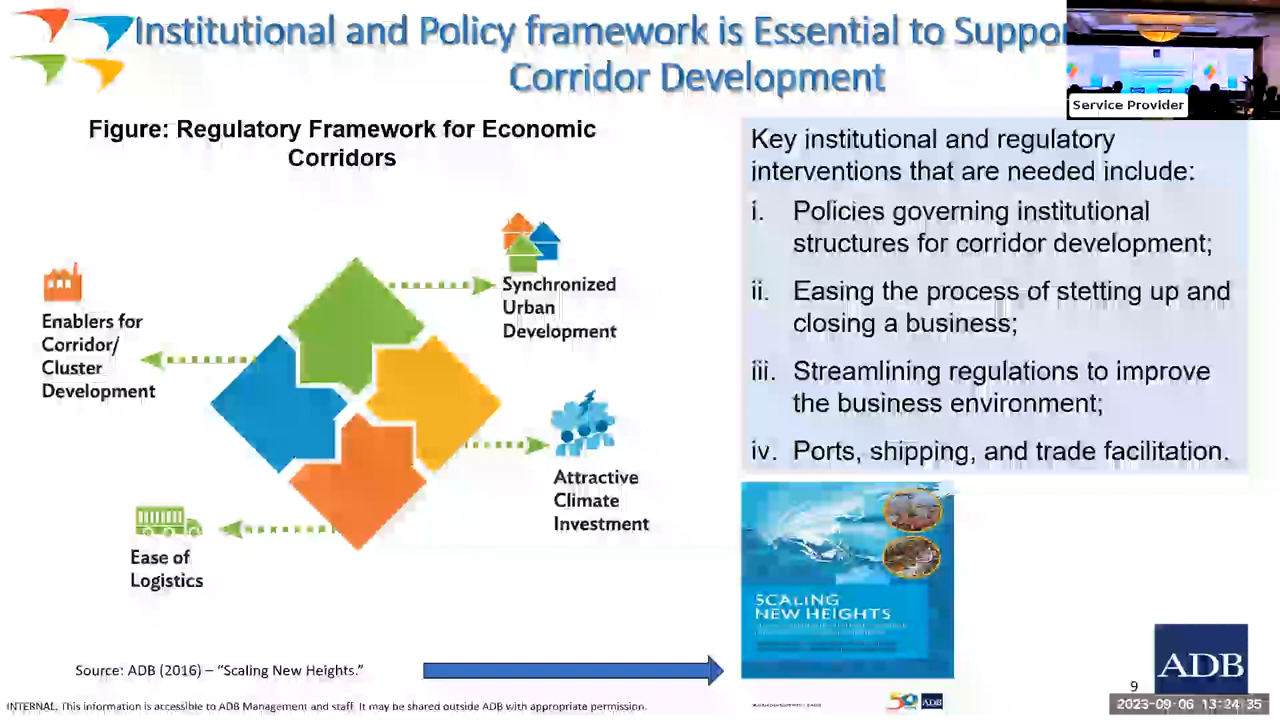 Institutional and Policy framework is Essential to Suppo
Corridor Development
Service Provider
Figure: Regulatory Framework for Economic
Corridors
Synchronized
Urban
Development
Enablers for
Corridor/
Cluster
Development
Attractive
Climate
Investment
Ease of
Logistics
Key institutional and regulatory
interventions that are needed include:
i. Policies governing institutional
structures for corridor development;
ii. Easing the process of stetting up and
closing a business;
iii. Streamlining regulations to improve
the business environment;
iv. Ports, shipping, and trade facilitation.
SCALING
NEW HEIGHTS
Source: ADB (2016) – “Scaling New Heights.”
ADB
9
INTERNAL. This information is accessible to ADB Management and staff. It may be shared outside ADB with appropriate permission.
50
ADB
2023-09-06 13:24:35